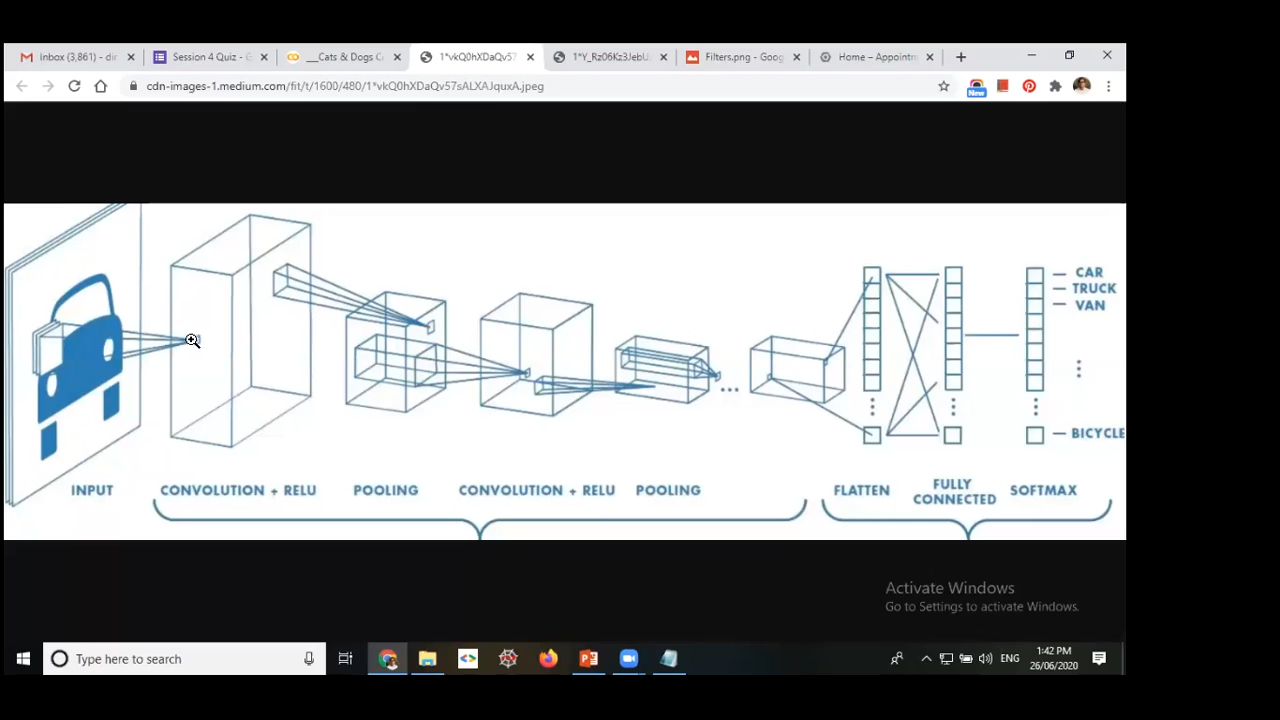 Inbox (3,861) - dir
Session 4 Quiz - G
___Cats & Dogs C
1*vkQ0hXDaQv57
1*Y_Rz06Kz3JebU
Filters.png - Goog
Home – Appointm
cdn-images-1.medium.com/fit/t/1600/480/1*vkQ0hXDaQv57sALXAJquxA.jpeg
New
CAR
TRUCK
VAN
BICYCLE
INPUT
CONVOLUTION + RELU
POOLING
CONVOLUTION + RELU
POOLING
FLATTEN
FULLY
CONNECTED
SOFTMAX
Activate Windows
Go to Settings to activate Windows.
Type here to search
ENG
1:42 PM
26/06/2020